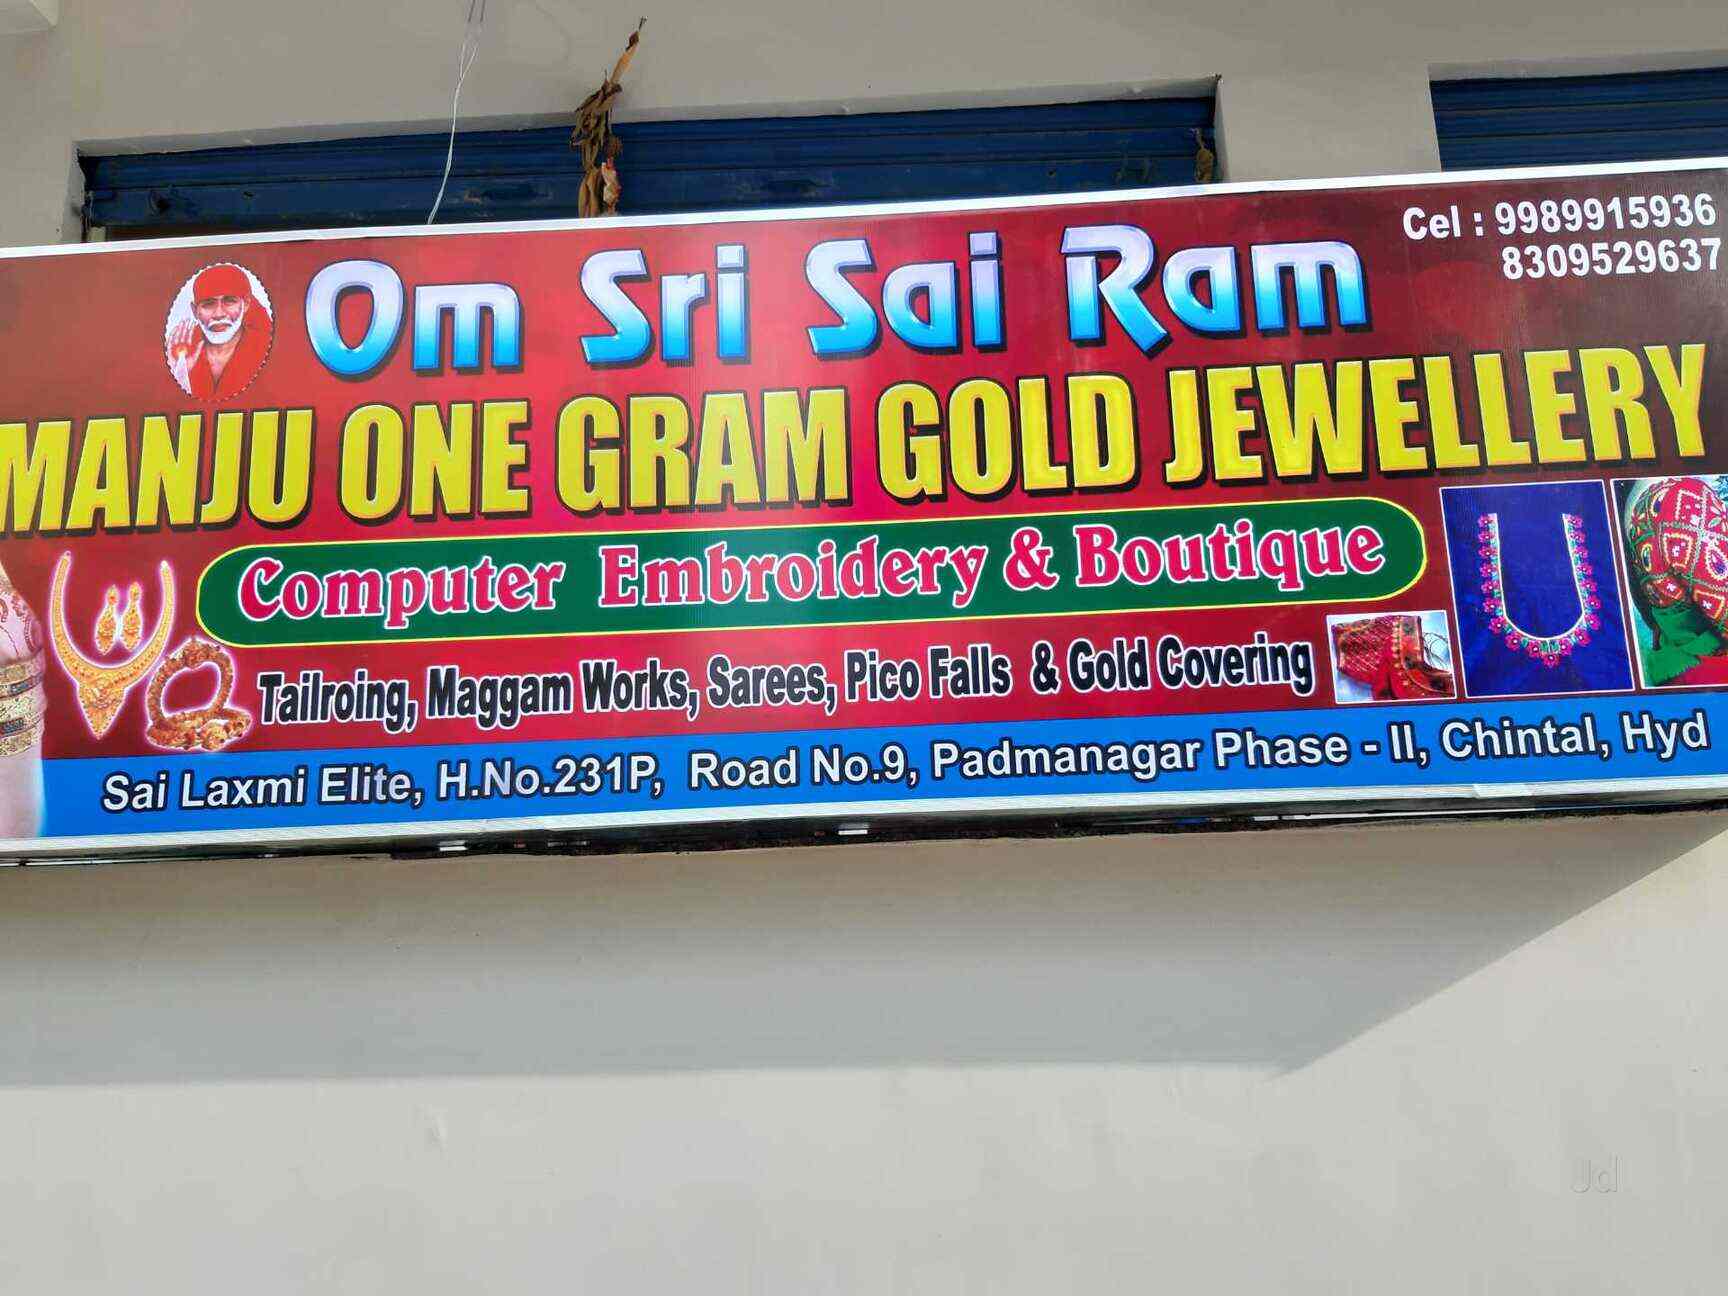 Cel : 9989915936
8309529637
Om Sri Sai Ram
MANJU ONE GRAM GOLD JEWELLERY
Computer Embroidery & Boutique
Tailroing, Maggam Works, Sarees, Pico Falls & Gold Covering
Sai Laxmi Elite, H.No.231P, Road No.9, Padmanagar Phase - II, Chintal, Hyd
Jd